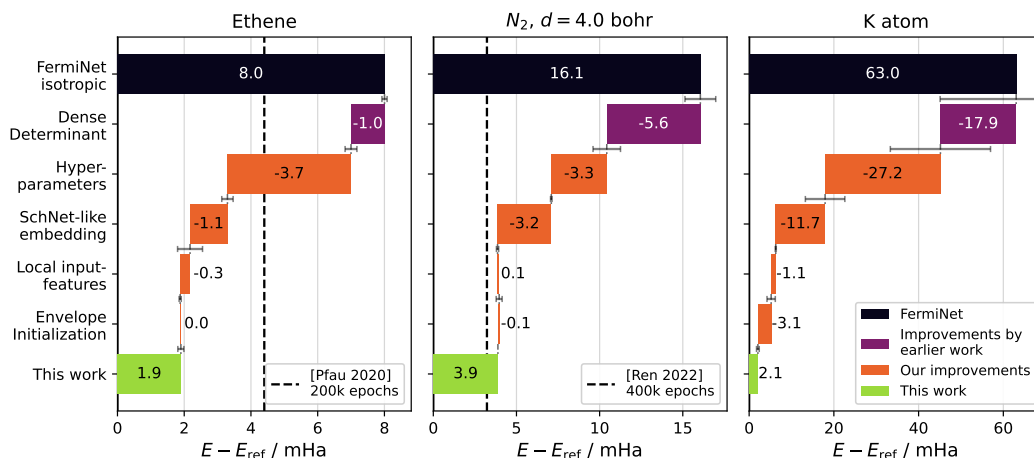 Ethene
N₂, d = 4.0 bohr
K atom
FermiNet
isotropic
Dense
Determinant
Hyper-
parameters
SchNet-like
embedding
Local input-
features
Envelope
Initialization
This work
8.0
-1.0
-3.7
-1.1
-0.3
0.0
1.9
[Pfau 2020]
200k epochs
0 2 4 6 8
E − E_ref / mHa
16.1
-5.6
-3.3
-3.2
0.1
-0.1
3.9
[Ren 2022]
400k epochs
0 5 10 15
E − E_ref / mHa
63.0
-17.9
-27.2
-11.7
-1.1
-3.1
2.1
FermiNet
Improvements by
earlier work
Our improvements
This work
0 20 40 60
E − E_ref / mHa